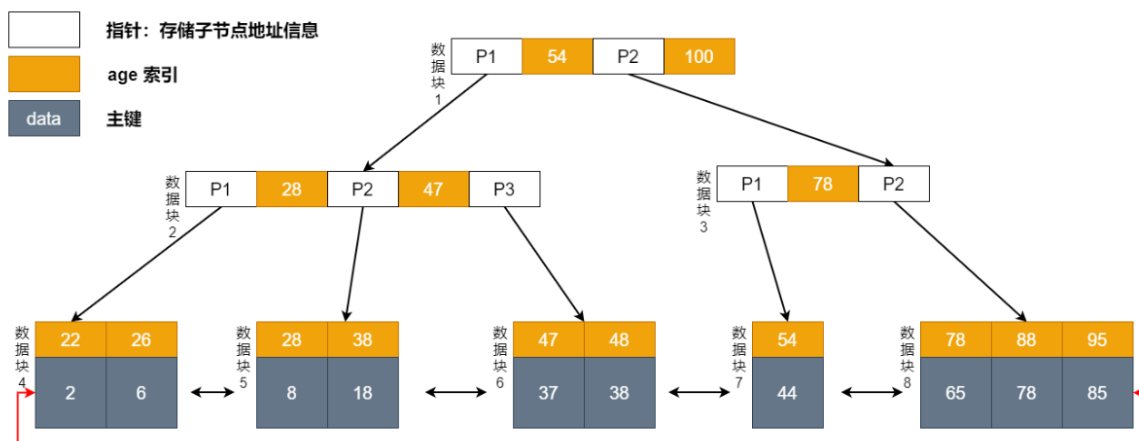 指针：存储子节点地址信息
age 索引
data 主键
数据块1
P1 54 P2 100
数据块2
P1 28 P2 47 P3
数据块3
P1 78 P2
数据块4
22 26
2 6
数据块5
28 38
8 18
数据块6
47 48
37 38
数据块7
54
44
数据块8
78 88 95
65 78 85